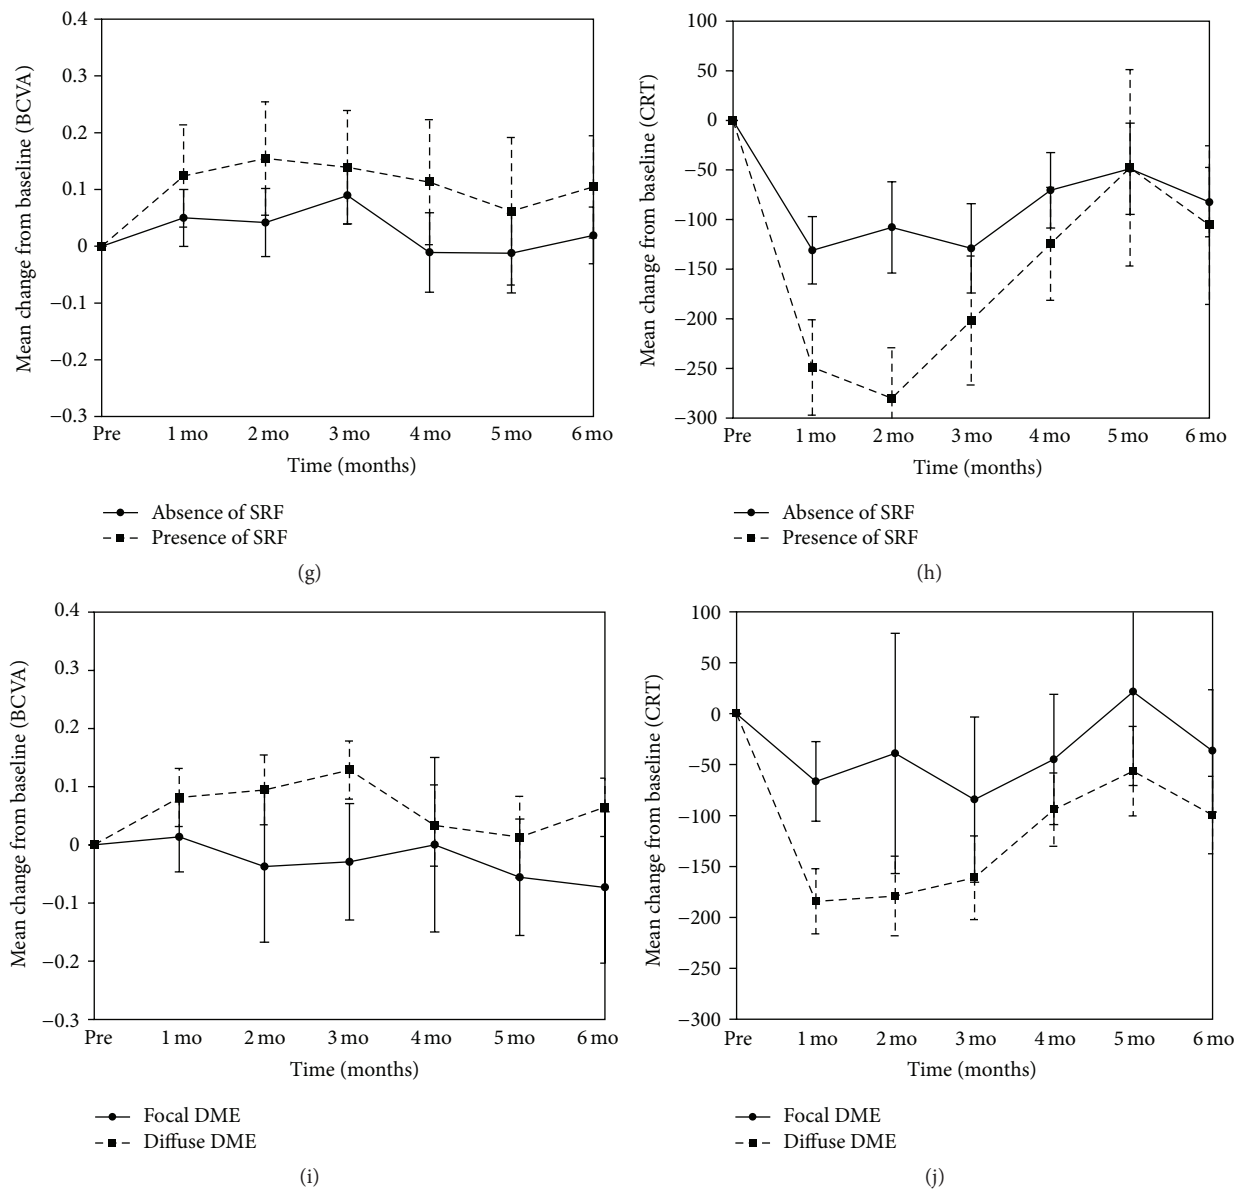 Mean change from baseline (BCVA)
0.4
0.3
0.2
0.1
0
−0.1
−0.2
−0.3
Pre 1 mo 2 mo 3 mo 4 mo 5 mo 6 mo
Time (months)
Absence of SRF
Presence of SRF
(g)
Mean change from baseline (CRT)
100
50
0
−50
−100
−150
−200
−250
−300
Pre 1 mo 2 mo 3 mo 4 mo 5 mo 6 mo
Time (months)
Absence of SRF
Presence of SRF
(h)
Mean change from baseline (BCVA)
0.4
0.3
0.2
0.1
0
−0.1
−0.2
−0.3
Pre 1 mo 2 mo 3 mo 4 mo 5 mo 6 mo
Time (months)
Focal DME
Diffuse DME
(i)
Mean change from baseline (CRT)
100
50
0
−50
−100
−150
−200
−250
−300
Pre 1 mo 2 mo 3 mo 4 mo 5 mo 6 mo
Time (months)
Focal DME
Diffuse DME
(j)